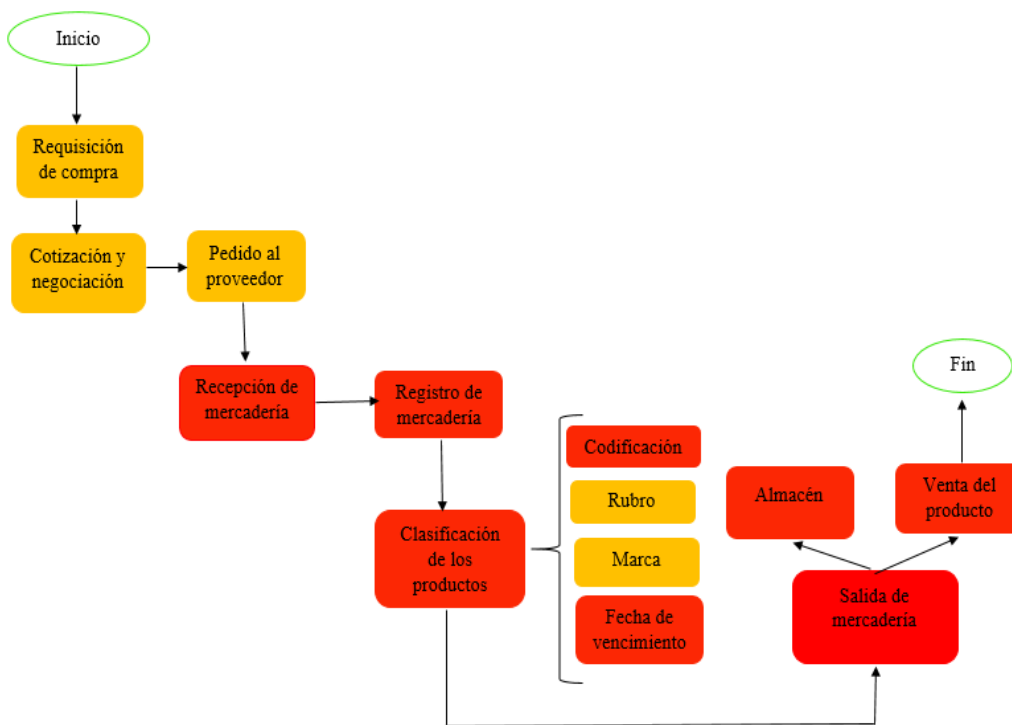 Inicio
Requisición
de compra
Cotización y
negociación
Pedido al
proveedor
Recepción de
mercadería
Registro de
mercadería
Clasificación
de los
productos
Codificación
Rubro
Marca
Fecha de
vencimiento
Salida de
mercadería
Almacén
Venta del
producto
Fin